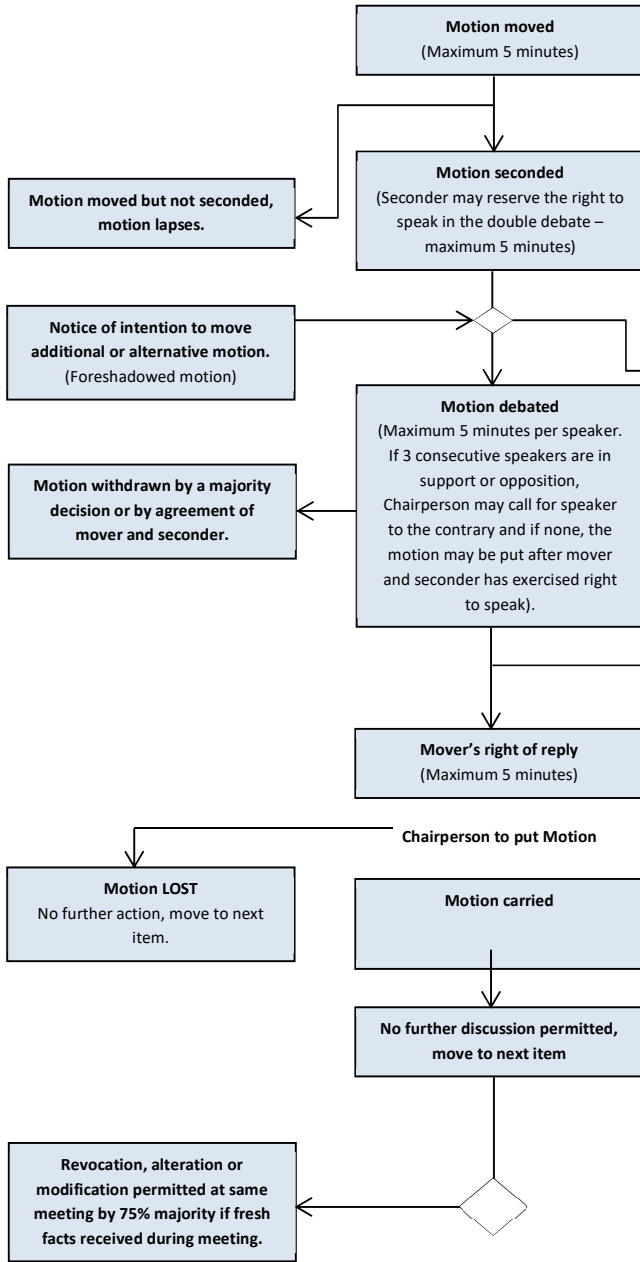 Motion moved
(Maximum 5 minutes)
Motion seconded
(Seconder may reserve the right to
speak in the double debate –
maximum 5 minutes)
Motion moved but not seconded,
motion lapses.
Notice of intention to move
additional or alternative motion.
(Foreshadowed motion)
Motion debated
(Maximum 5 minutes per speaker.
If 3 consecutive speakers are in
support or opposition,
Chairperson may call for speaker
to the contrary and if none, the
motion may be put after mover
and seconder has exercised right
to speak).
Motion withdrawn by a majority
decision or by agreement of
mover and seconder.
Mover’s right of reply
(Maximum 5 minutes)
Chairperson to put Motion
Motion LOST
No further action, move to next
item.
Motion carried
No further discussion permitted,
move to next item
Revocation, alteration or
modification permitted at same
meeting by 75% majority if fresh
facts received during meeting.